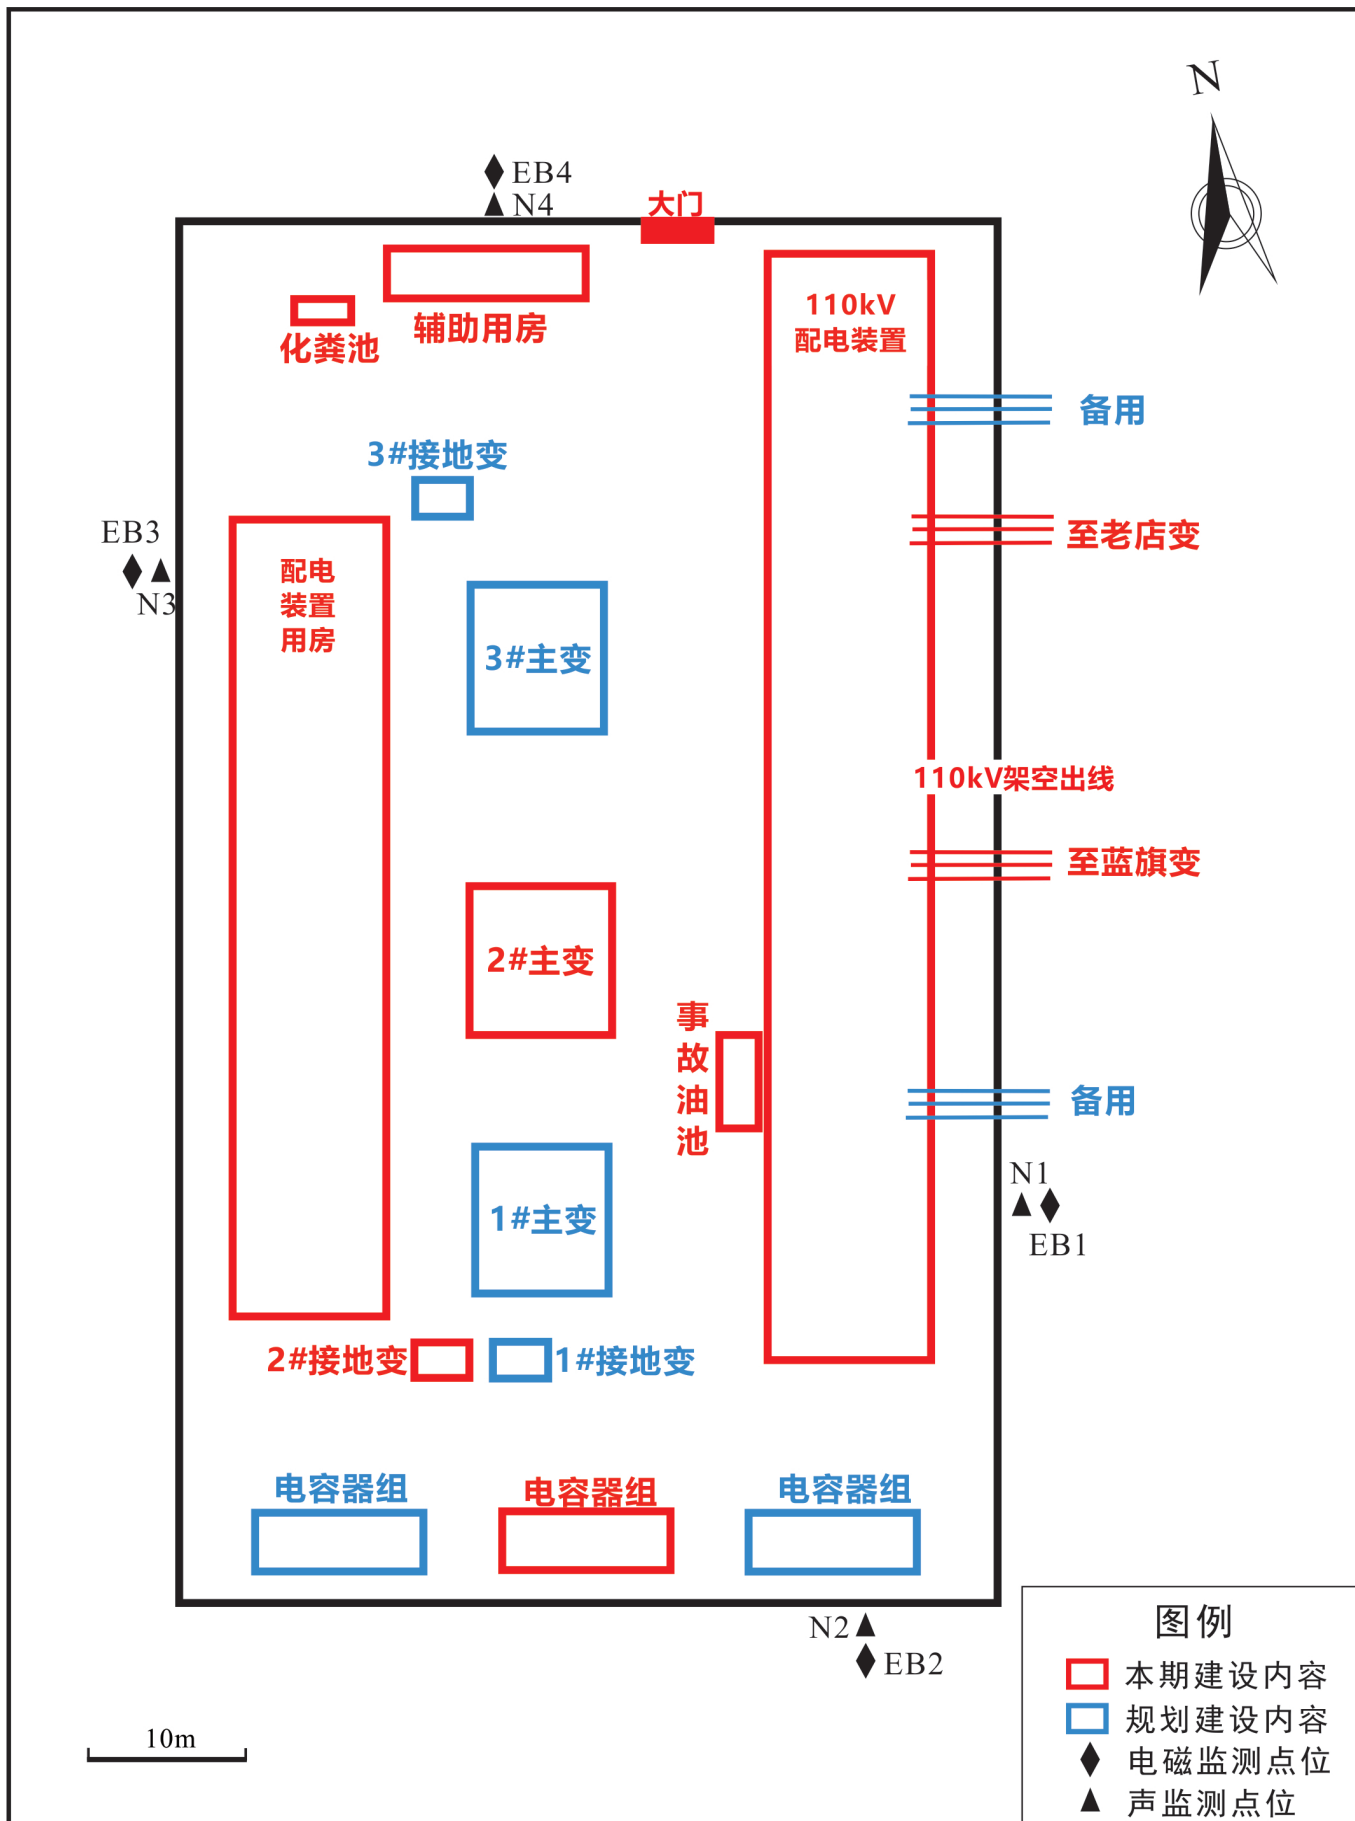 N
EB4
N4
大门
110kV
配电装置
辅助用房
化粪池
备用
3#接地变
至老店变
EB3
N3
配电
装置
用房
3#主变
110kV架空出线
至蓝旗变
2#主变
事
故
油
池
备用
N1
EB1
1#主变
2#接地变
1#接地变
电容器组
电容器组
电容器组
N2
EB2
图例
本期建设内容
规划建设内容
电磁监测点位
声监测点位
10m